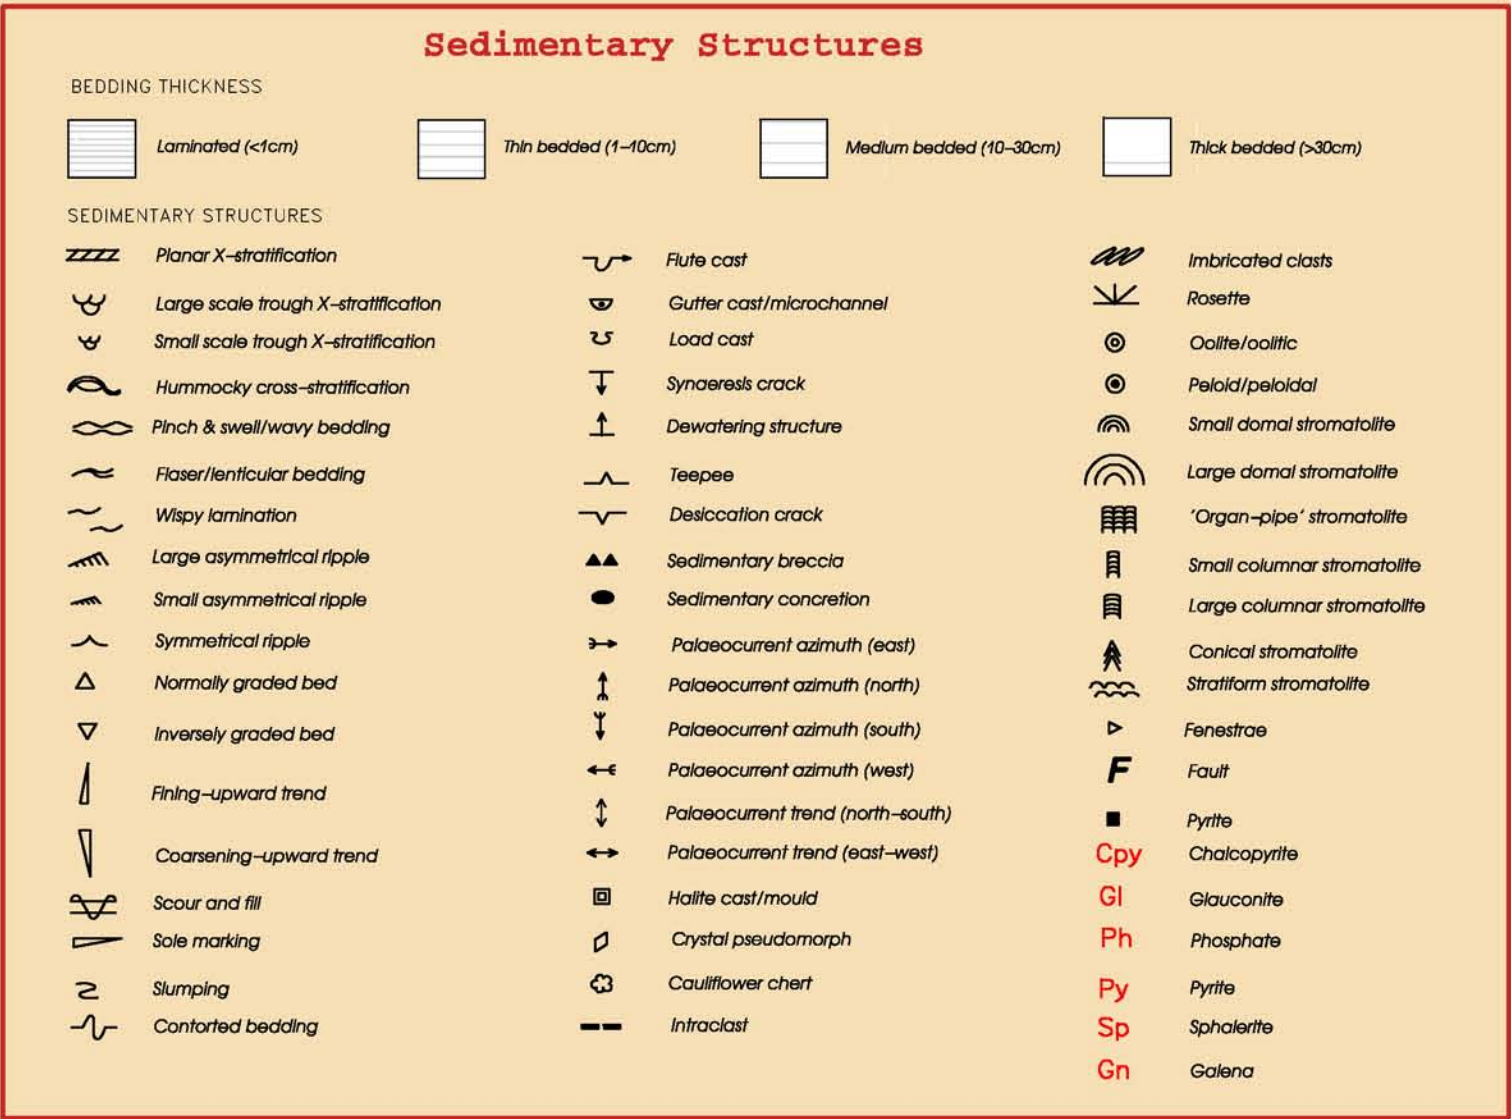 Sedimentary Structures
BEDDING THICKNESS
Laminated (<1cm)
Thin bedded (1–10cm)
Medium bedded (10–30cm)
Thick bedded (>30cm)
SEDIMENTARY STRUCTURES
Planar X–stratification
Large scale trough X–stratification
Small scale trough X–stratification
Hummocky cross–stratification
Pinch & swell/wavy bedding
Flaser/lenticular bedding
Wispy lamination
Large asymmetrical ripple
Small asymmetrical ripple
Symmetrical ripple
Normally graded bed
Inversely graded bed
Fining–upward trend
Coarsening–upward trend
Scour and fill
Sole marking
Slumping
Contorted bedding
Flute cast
Gutter cast/microchannel
Load cast
Synaeresis crack
Dewatering structure
Teepee
Desiccation crack
Sedimentary breccia
Sedimentary concretion
Palaeocurrent azimuth (east)
Palaeocurrent azimuth (north)
Palaeocurrent azimuth (south)
Palaeocurrent azimuth (west)
Palaeocurrent trend (north–south)
Palaeocurrent trend (east–west)
Halite cast/mould
Crystal pseudomorph
Cauliflower chert
Intraclast
Imbricated clasts
Rosette
Oolite/oolitic
Peloid/peloidal
Small domal stromatolite
Large domal stromatolite
'Organ–pipe' stromatolite
Small columnar stromatolite
Large columnar stromatolite
Conical stromatolite
Stratiform stromatolite
Fenestrae
F Fault
Pyrite
Cpy Chalcopyrite
Gl Glauconite
Ph Phosphate
Py Pyrite
Sp Sphalerite
Gn Galena